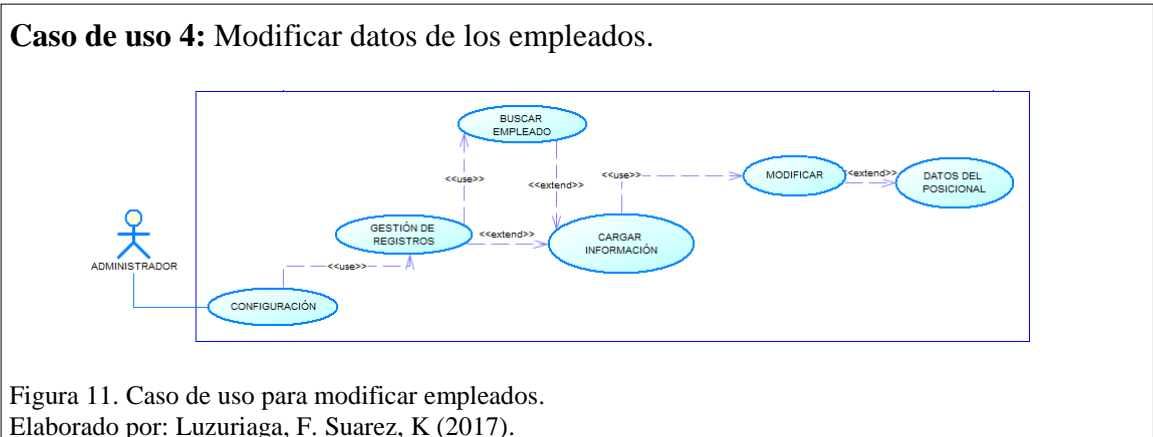 Caso de uso 4: Modificar datos de los empleados.
BUSCAR
EMPLEADO
<<use>>
<<extend>>
<<use>>
MODIFICAR
<<extend>>
DATOS DEL
POSICIONAL
GESTIÓN DE
REGISTROS
<<extend>>
CARGAR
INFORMACIÓN
ADMINISTRADOR
<<use>>
CONFIGURACIÓN
Figura 11. Caso de uso para modificar empleados.
Elaborado por: Luzuriaga, F. Suarez, K (2017).